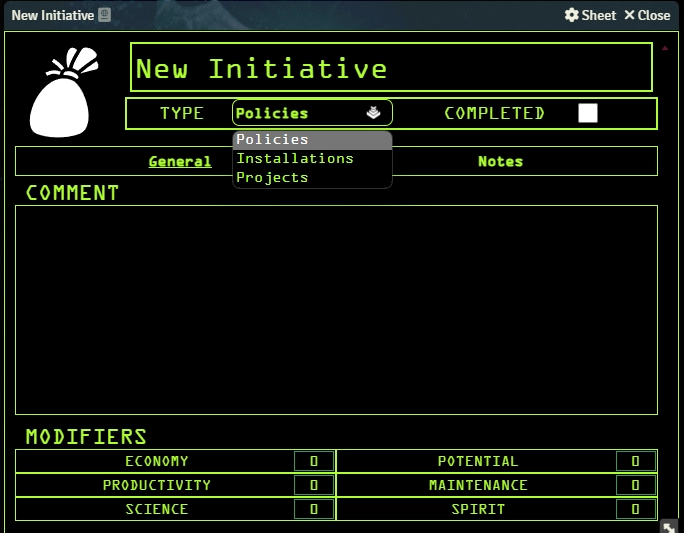 New Initiative Sheet Close
New Initiative
TYPE Policies COMPLETED
Policies
Installations
Projects
General Notes
COMMENT
MODIFIERS
ECONOMY 0 POTENTIAL 0
PRODUCTIVITY 0 MAINTENANCE 0
SCIENCE 0 SPIRIT 0